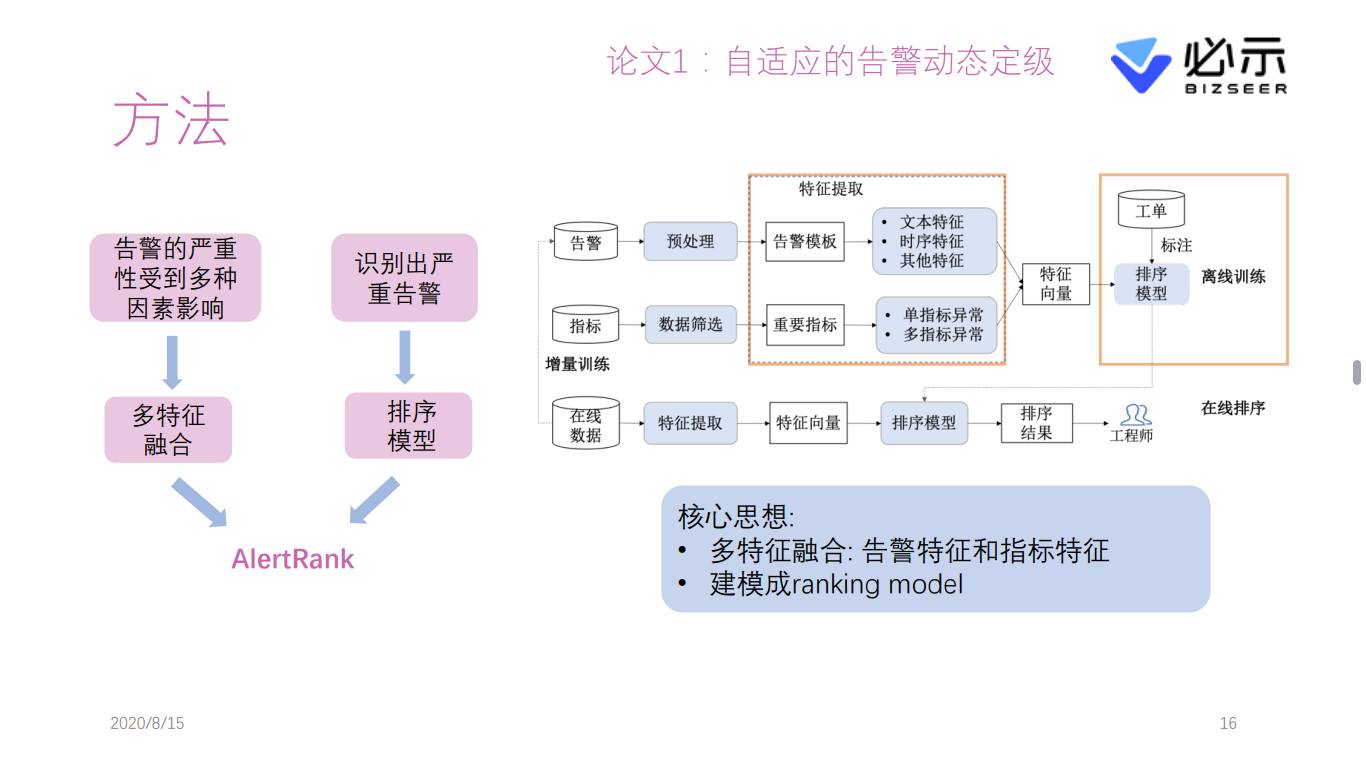 论文1：自适应的告警动态定级
必示
BIZSEER
方法
告警的严重
性受到多种
因素影响
识别出严
重告警
多特征
融合
排序
模型
AlertRank
特征提取
告警
预处理
告警模板
• 文本特征
• 时序特征
• 其他特征
指标
数据筛选
重要指标
• 单指标异常
• 多指标异常
特征
向量
工单
标注
排序
模型
离线训练
增量训练
在线
数据
特征提取
特征向量
排序模型
排序
结果
工程师
在线排序
核心思想:
• 多特征融合: 告警特征和指标特征
• 建模成ranking model
2020/8/15
16